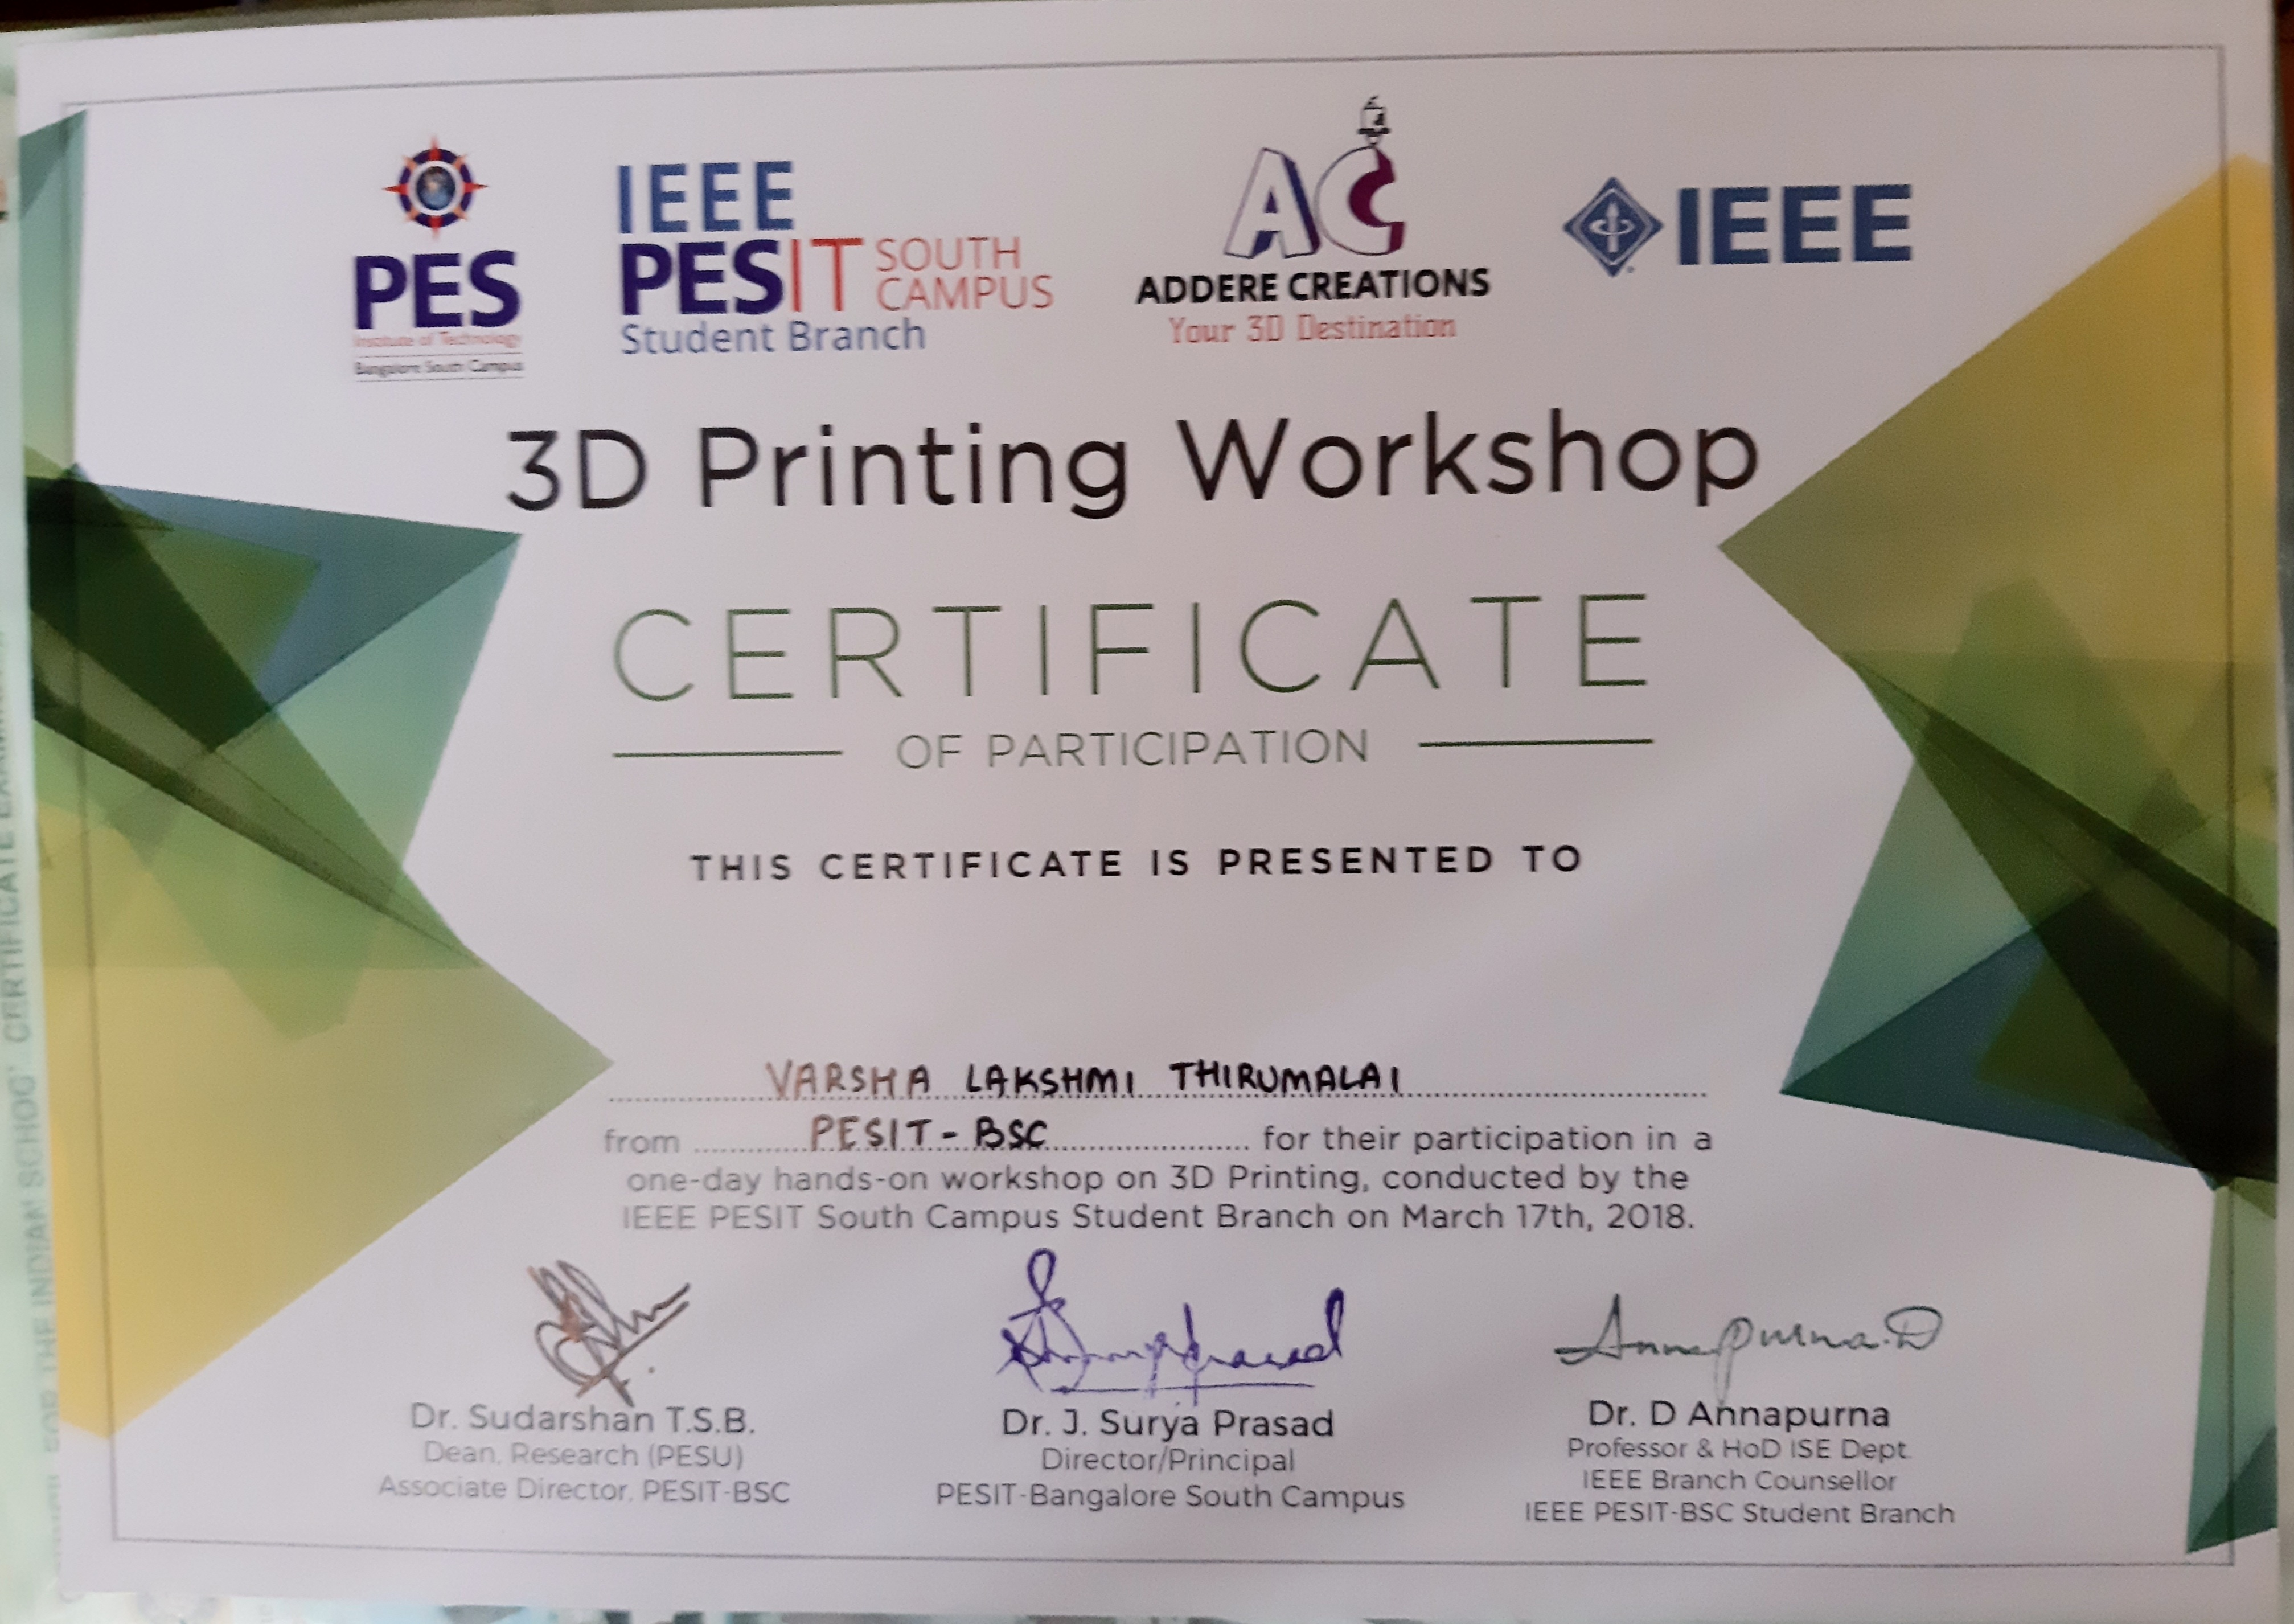 PES
Institute of Technology
Bangalore South Campus
IEEE
PESIT SOUTH CAMPUS
Student Branch
AC
ADDERE CREATIONS
Your 3D Destination
IEEE
3D Printing Workshop
CERTIFICATE
OF PARTICIPATION
THIS CERTIFICATE IS PRESENTED TO
VARSHA LAKSHMI THIRUMALAI
from PESIT - BSC for their participation in a
one-day hands-on workshop on 3D Printing, conducted by the
IEEE PESIT South Campus Student Branch on March 17th, 2018.
Annapurna.D
Dr. Sudarshan T.S.B.
Dean, Research (PESU)
Associate Director, PESIT-BSC
Dr. J. Surya Prasad
Director/Principal
PESIT-Bangalore South Campus
Dr. D Annapurna
Professor & HoD ISE Dept.
IEEE Branch Counsellor
IEEE PESIT-BSC Student Branch
FOR THE INDIAN SCHOOL CERTIFICATE